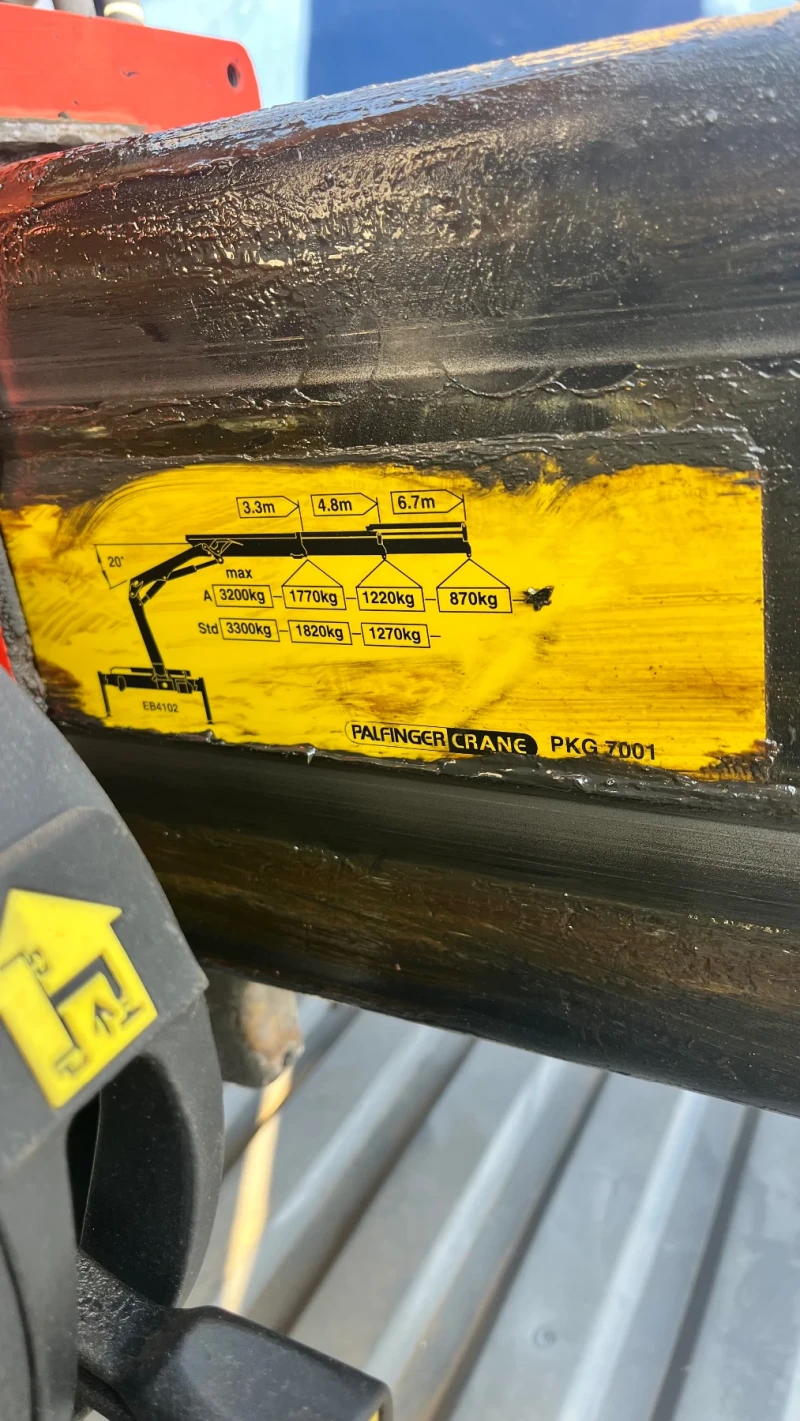 3.3m 4.8m 6.7m
20°
max
A 3200kg 1770kg 1220kg 870kg
Std 3300kg 1820kg 1270kg
EB4102
PALFINGER CRANE PKG 7001